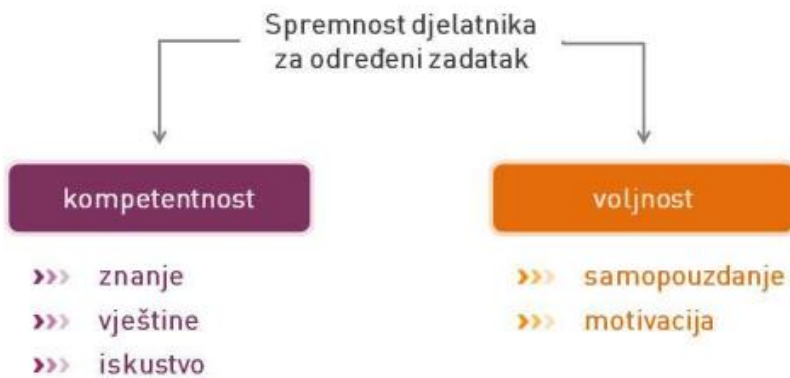 Spremnost djelatnika
za određeni zadatak
kompetentnost
voljnost
znanje
vještine
iskustvo
samopouzdanje
motivacija